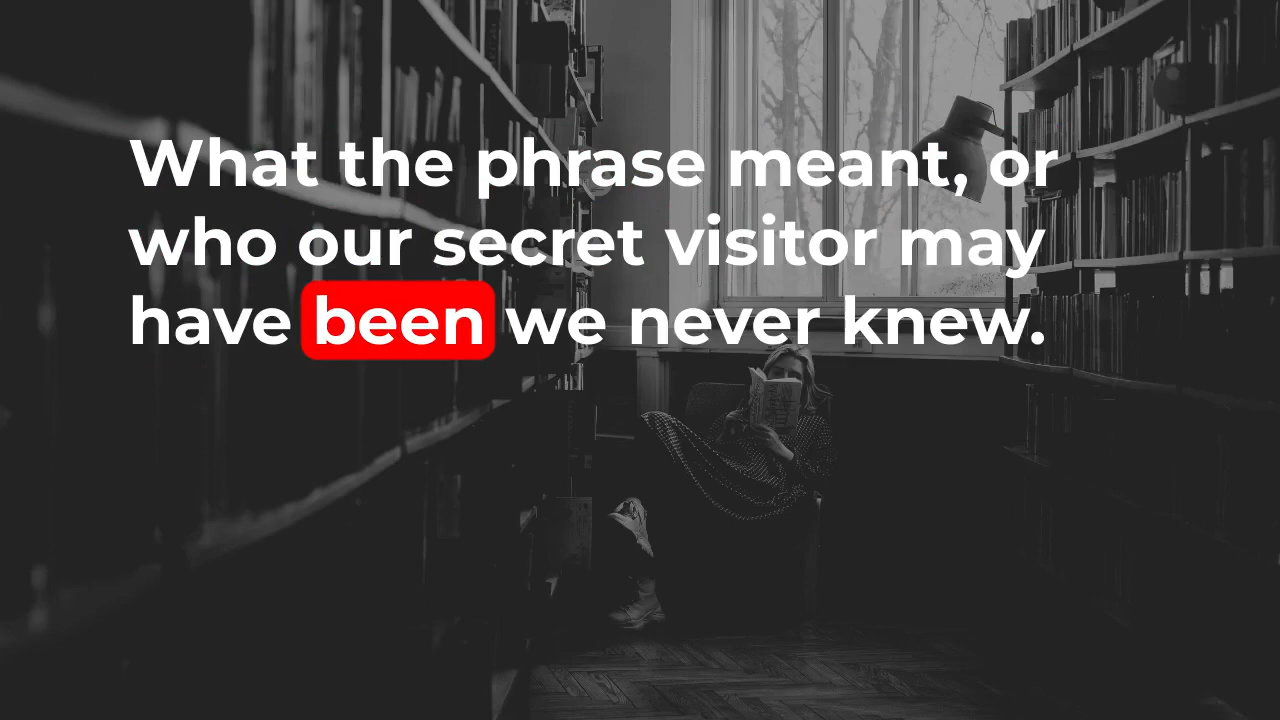 What the phrase meant, or
who our secret visitor may
have been we never knew.